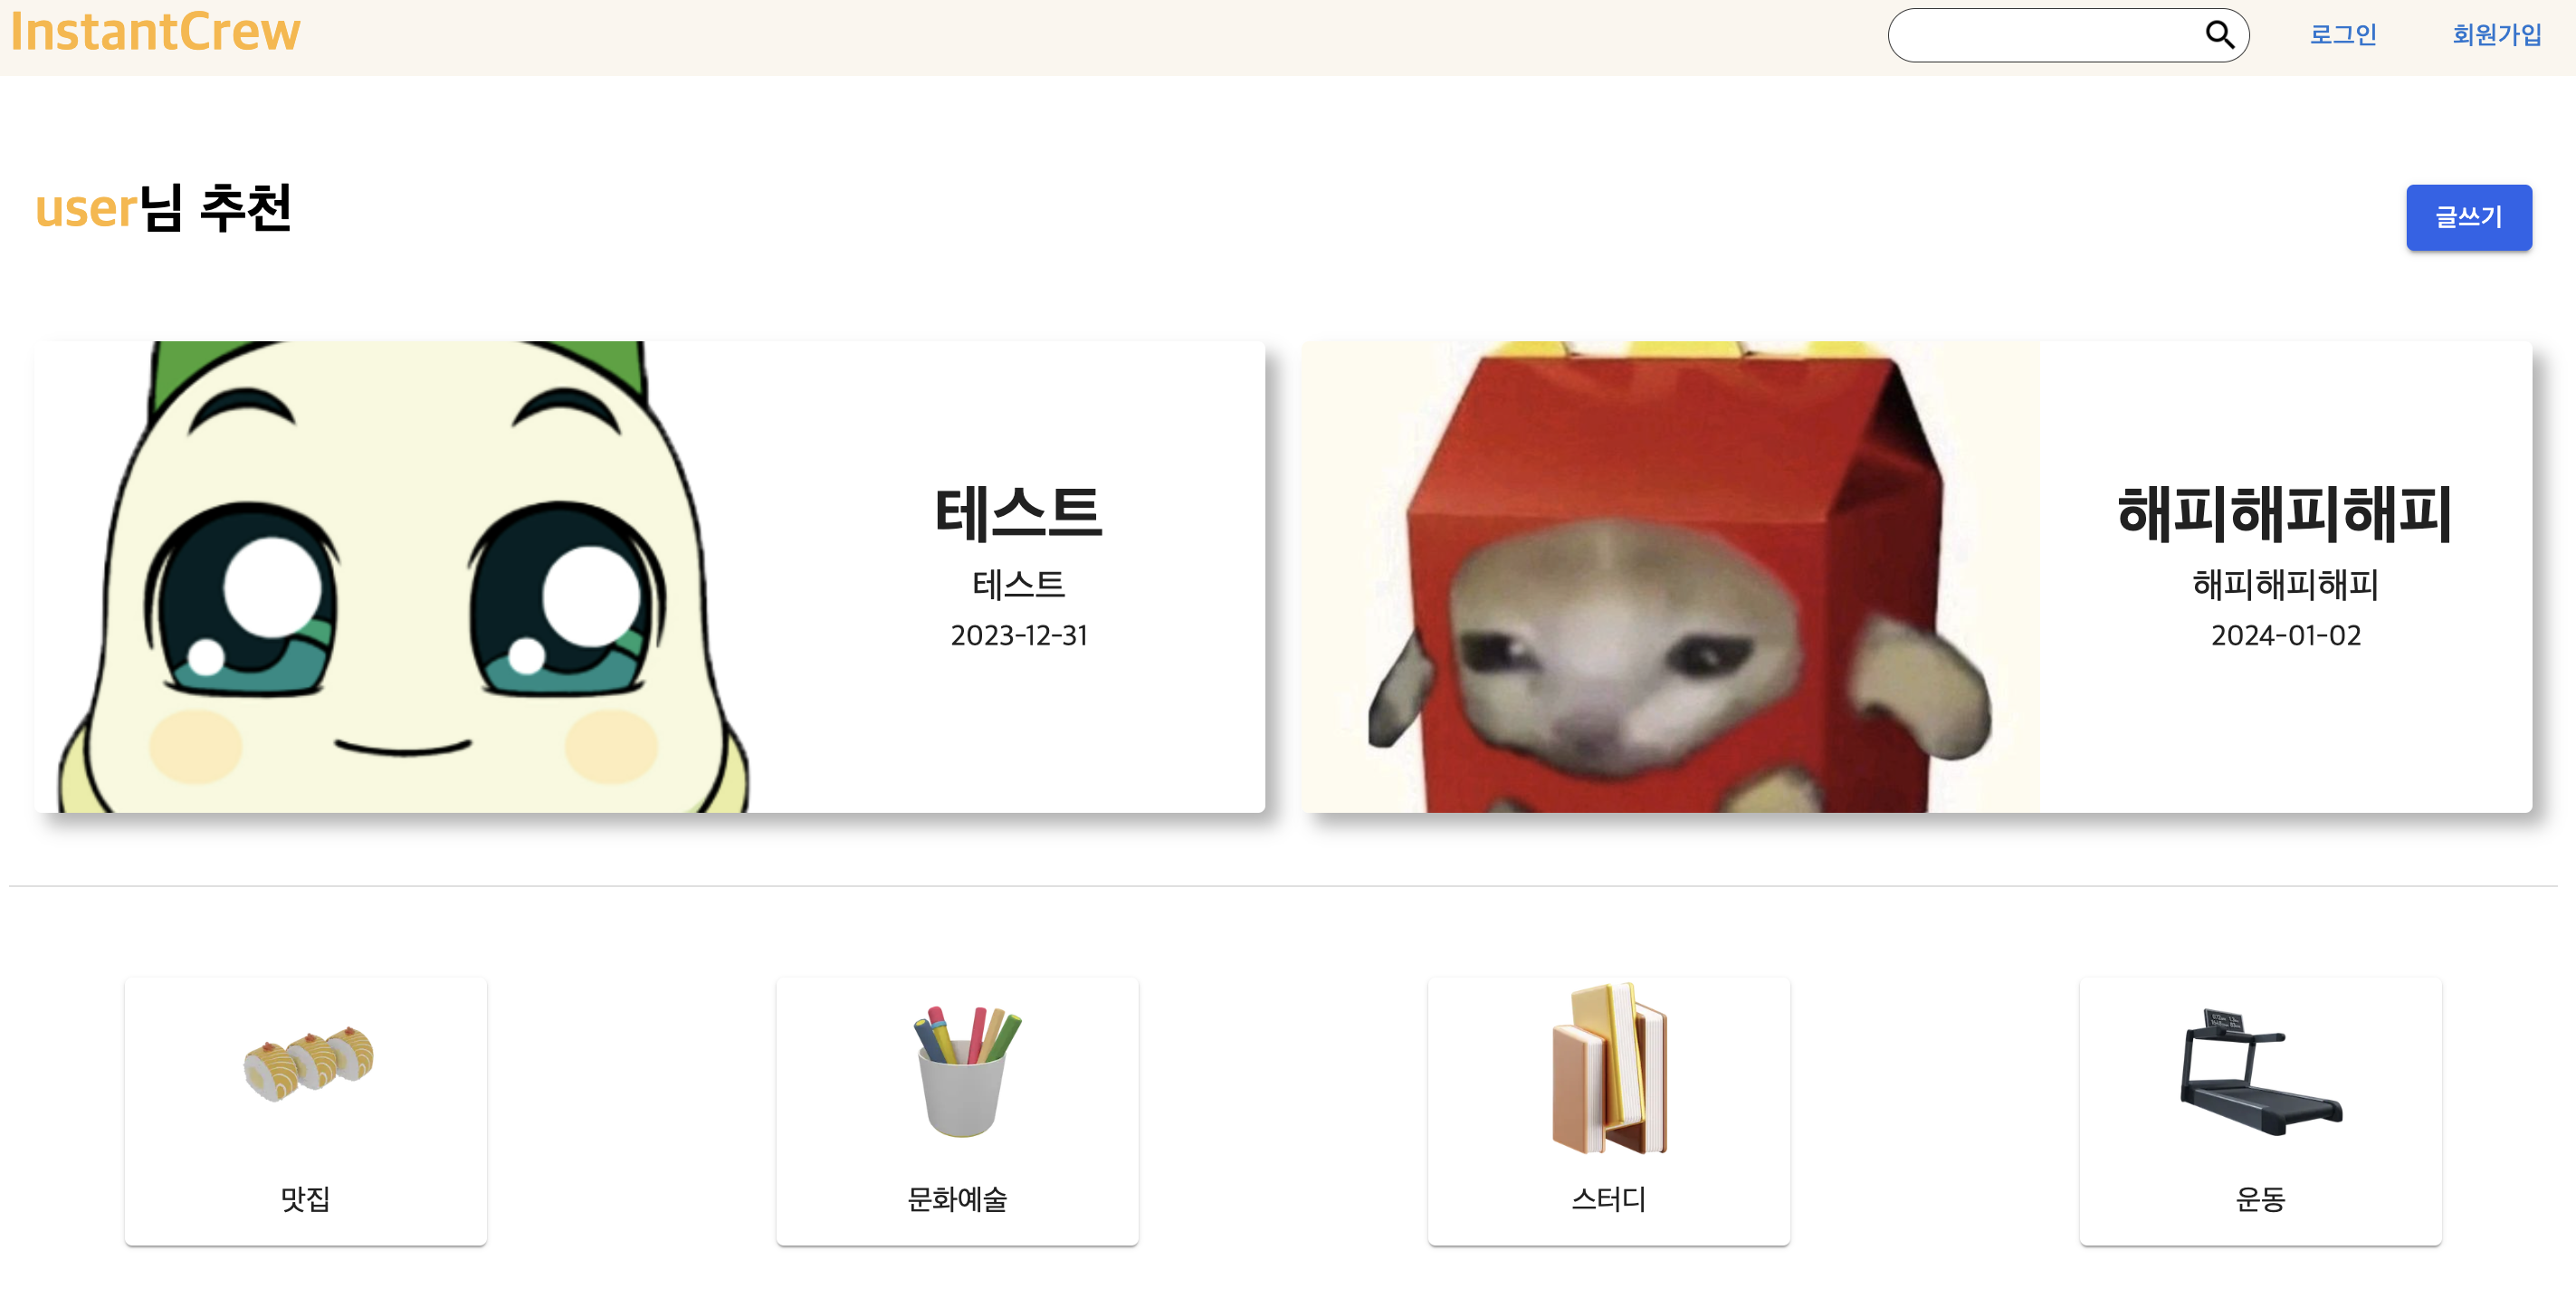 InstantCrew
로그인
회원가입
user님 추천
글쓰기
테스트
테스트
2023-12-31
해피해피해피
해피해피해피
2024-01-02
맛집
문화예술
스터디
운동